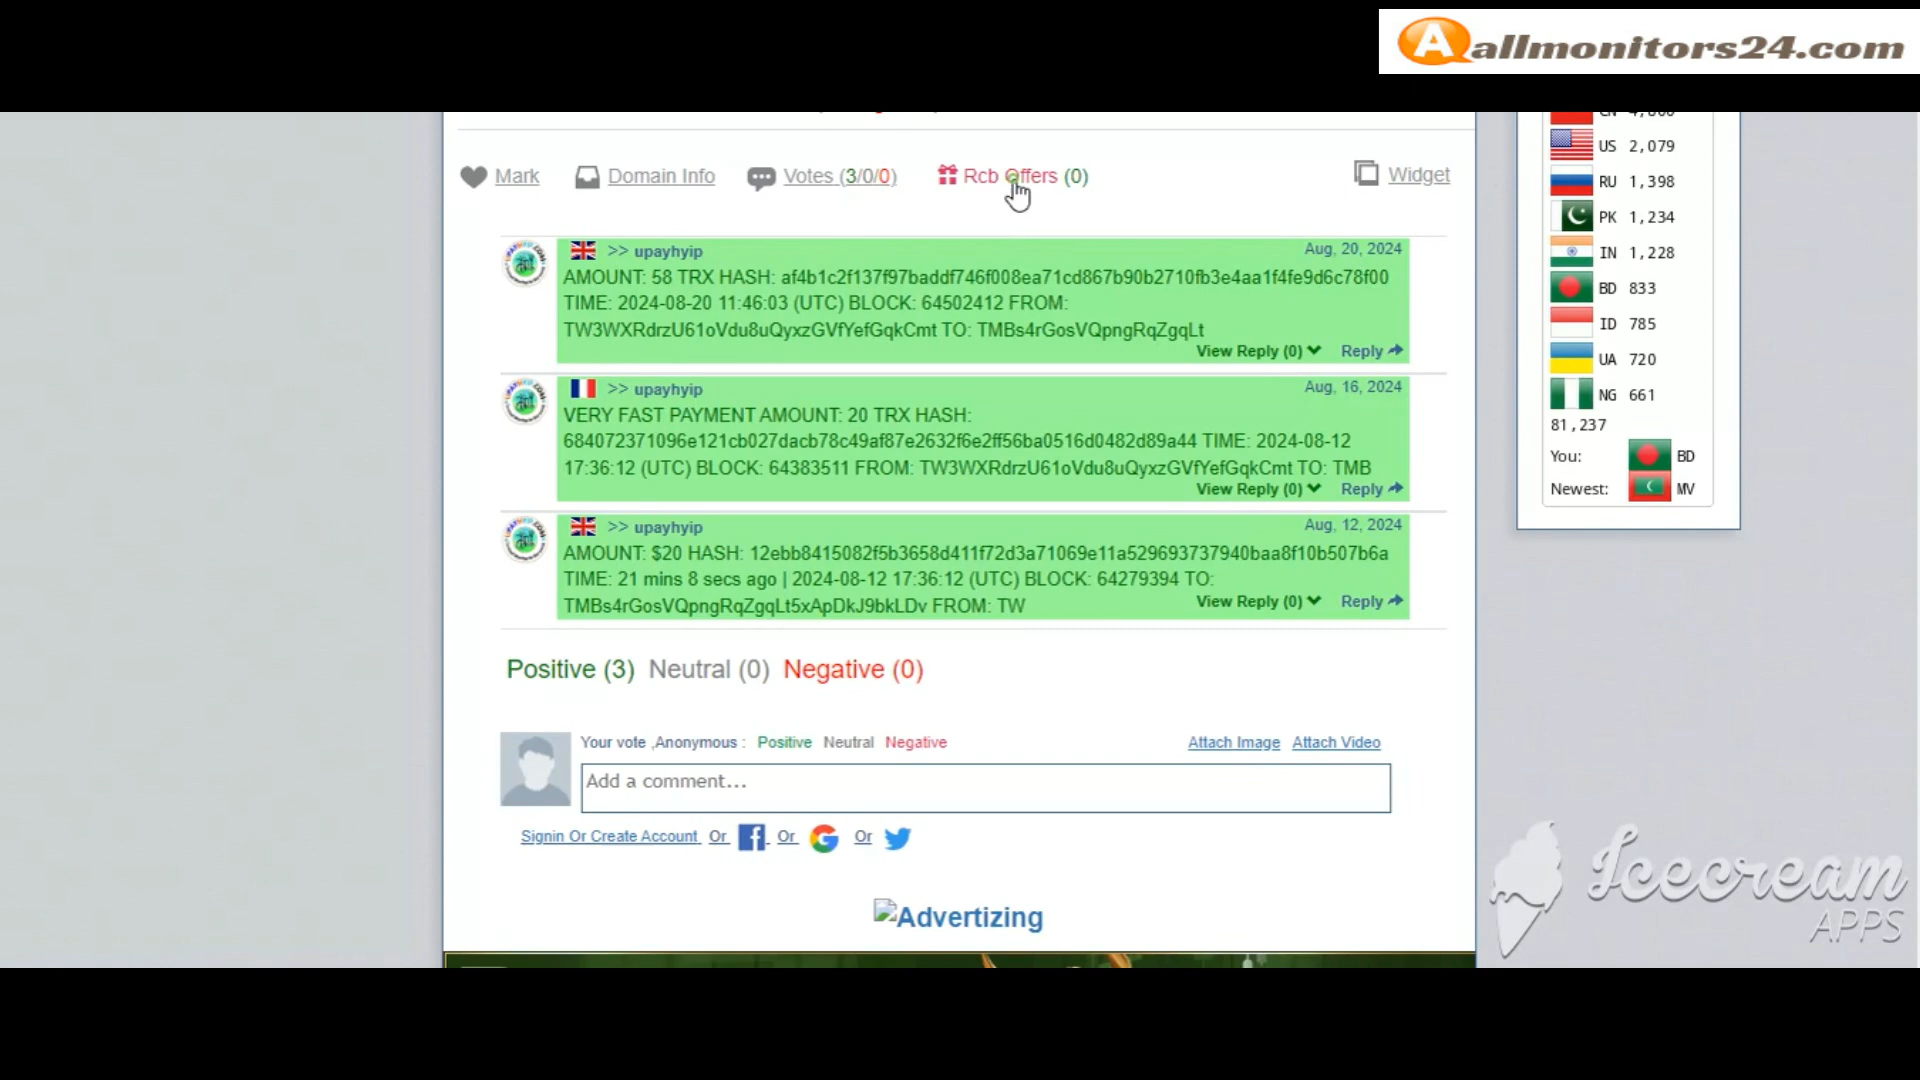 Aallmonitors24.com
US 2,079
Mark Domain Info Votes (3/0/0) Rcb Offers (0) Widget
RU 1,398
PK 1,234
>> upayhyip Aug, 20, 2024
IN 1,228
AMOUNT: 58 TRX HASH: af4b1c2f137f97baddf746f008ea71cd867b90b2710fb3e4aa1f4fe9d6c78f00
BD 833
TIME: 2024-08-20 11:46:03 (UTC) BLOCK: 64502412 FROM:
ID 785
TW3WXRdrzU61oVdu8uQyxzGVfYefGqkCmt TO: TMBs4rGosVQpngRqZgqLt
View Reply (0) Reply
UA 720
>> upayhyip Aug, 16, 2024
NG 661
VERY FAST PAYMENT AMOUNT: 20 TRX HASH:
81,237
684072371096e121cb027dacb78c49af87e2632f6e2ff56ba0516d0482d89a44 TIME: 2024-08-12
You: BD
17:36:12 (UTC) BLOCK: 64383511 FROM: TW3WXRdrzU61oVdu8uQyxzGVfYefGqkCmt TO: TMB
View Reply (0) Reply
Newest: MV
>> upayhyip Aug, 12, 2024
AMOUNT: $20 HASH: 12ebb8415082f5b3658d411f72d3a71069e11a529693737940baa8f10b507b6a
TIME: 21 mins 8 secs ago | 2024-08-12 17:36:12 (UTC) BLOCK: 64279394 TO:
TMBs4rGosVQpngRqZgqLt5xApDkJ9bkLDv FROM: TW
View Reply (0) Reply
Positive (3) Neutral (0) Negative (0)
Your vote ,Anonymous : Positive Neutral Negative Attach Image Attach Video
Add a comment...
Signin Or Create Account Or Or Or
Advertizing
Icecream
APPS